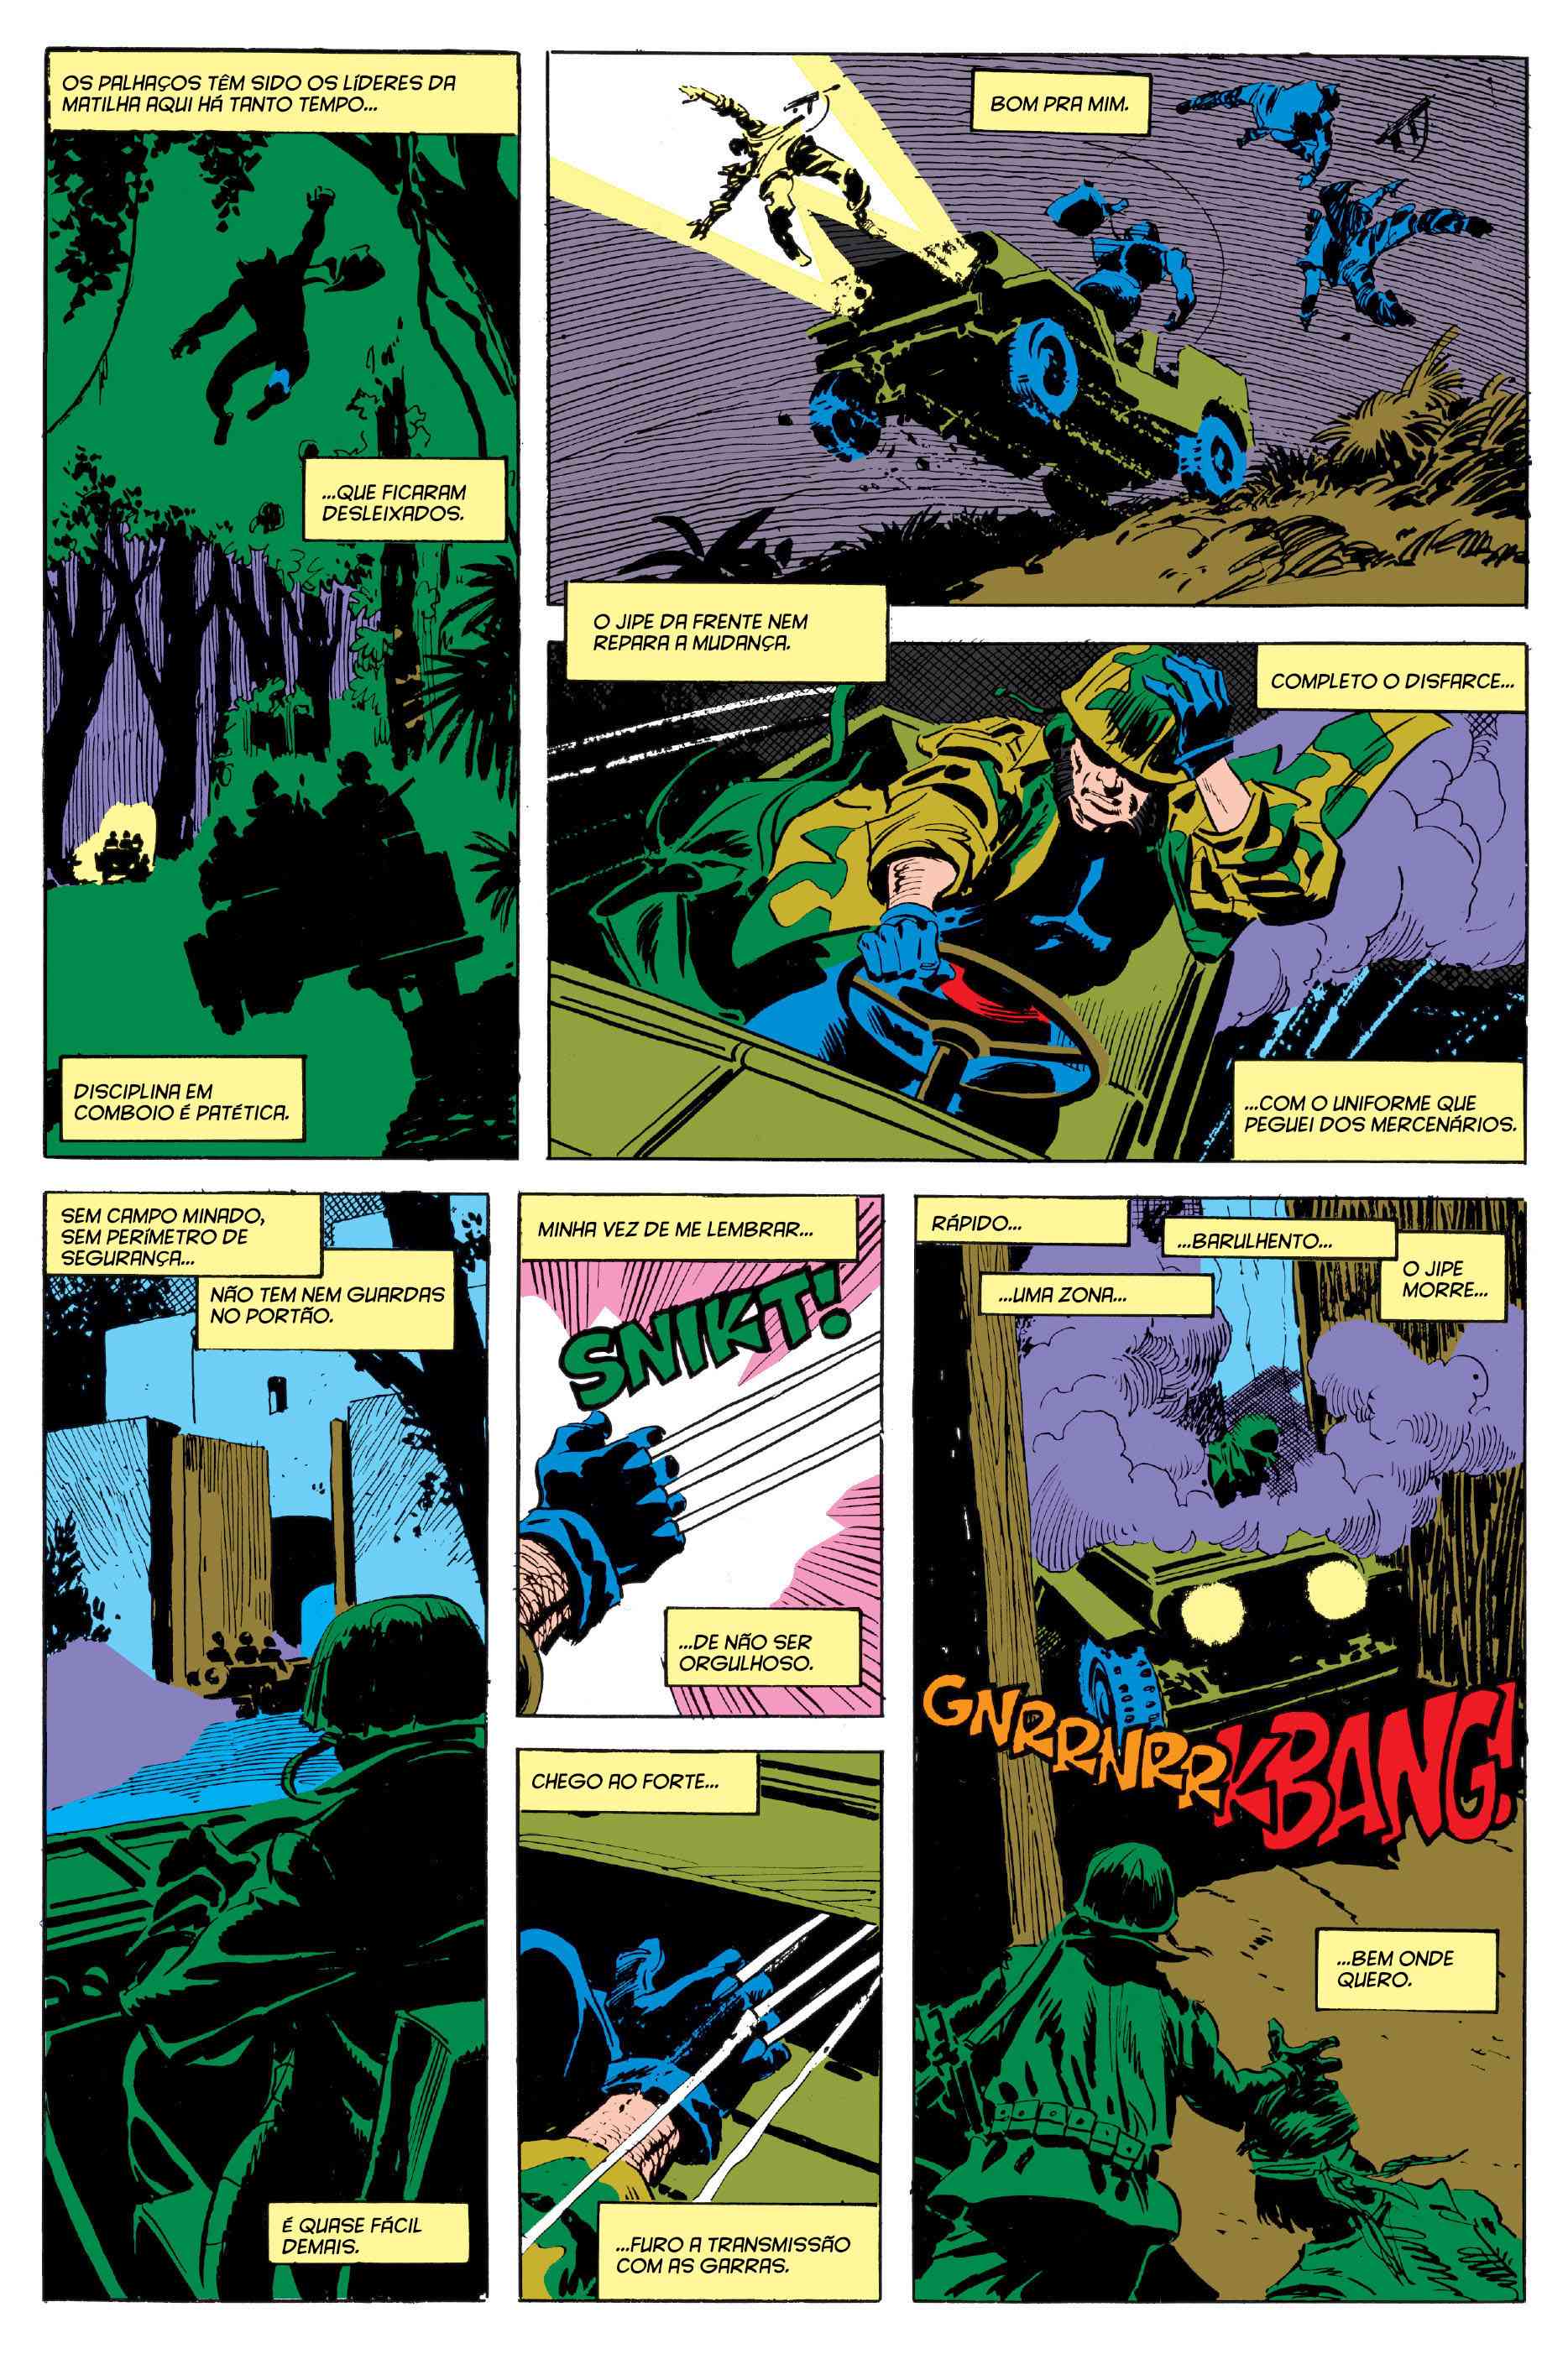 OS PALHAÇOS TÊM SIDO OS LÍDERES DA
MATILHA AQUI HÁ TANTO TEMPO...
...QUE FICARAM
DESLEIXADOS.
DISCIPLINA EM
COMBOIO É PATÉTICA.
BOM PRA MIM.
O JIPE DA FRENTE NEM
REPARA A MUDANÇA.
COMPLETO O DISFARCE...
...COM O UNIFORME QUE
PEGUEI DOS MERCENÁRIOS.
SEM CAMPO MINADO,
SEM PERÍMETRO DE
SEGURANÇA...
NÃO TEM NEM GUARDAS
NO PORTÃO.
É QUASE FÁCIL
DEMAIS.
MINHA VEZ DE ME LEMBRAR...
SNIKT!
...DE NÃO SER
ORGULHOSO.
CHEGO AO FORTE...
...FURO A TRANSMISSÃO
COM AS GARRAS.
RÁPIDO...
...BARULHENTO...
...UMA ZONA...
O JIPE
MORRE...
GNRRNRRKBANG!
...BEM ONDE
QUERO.